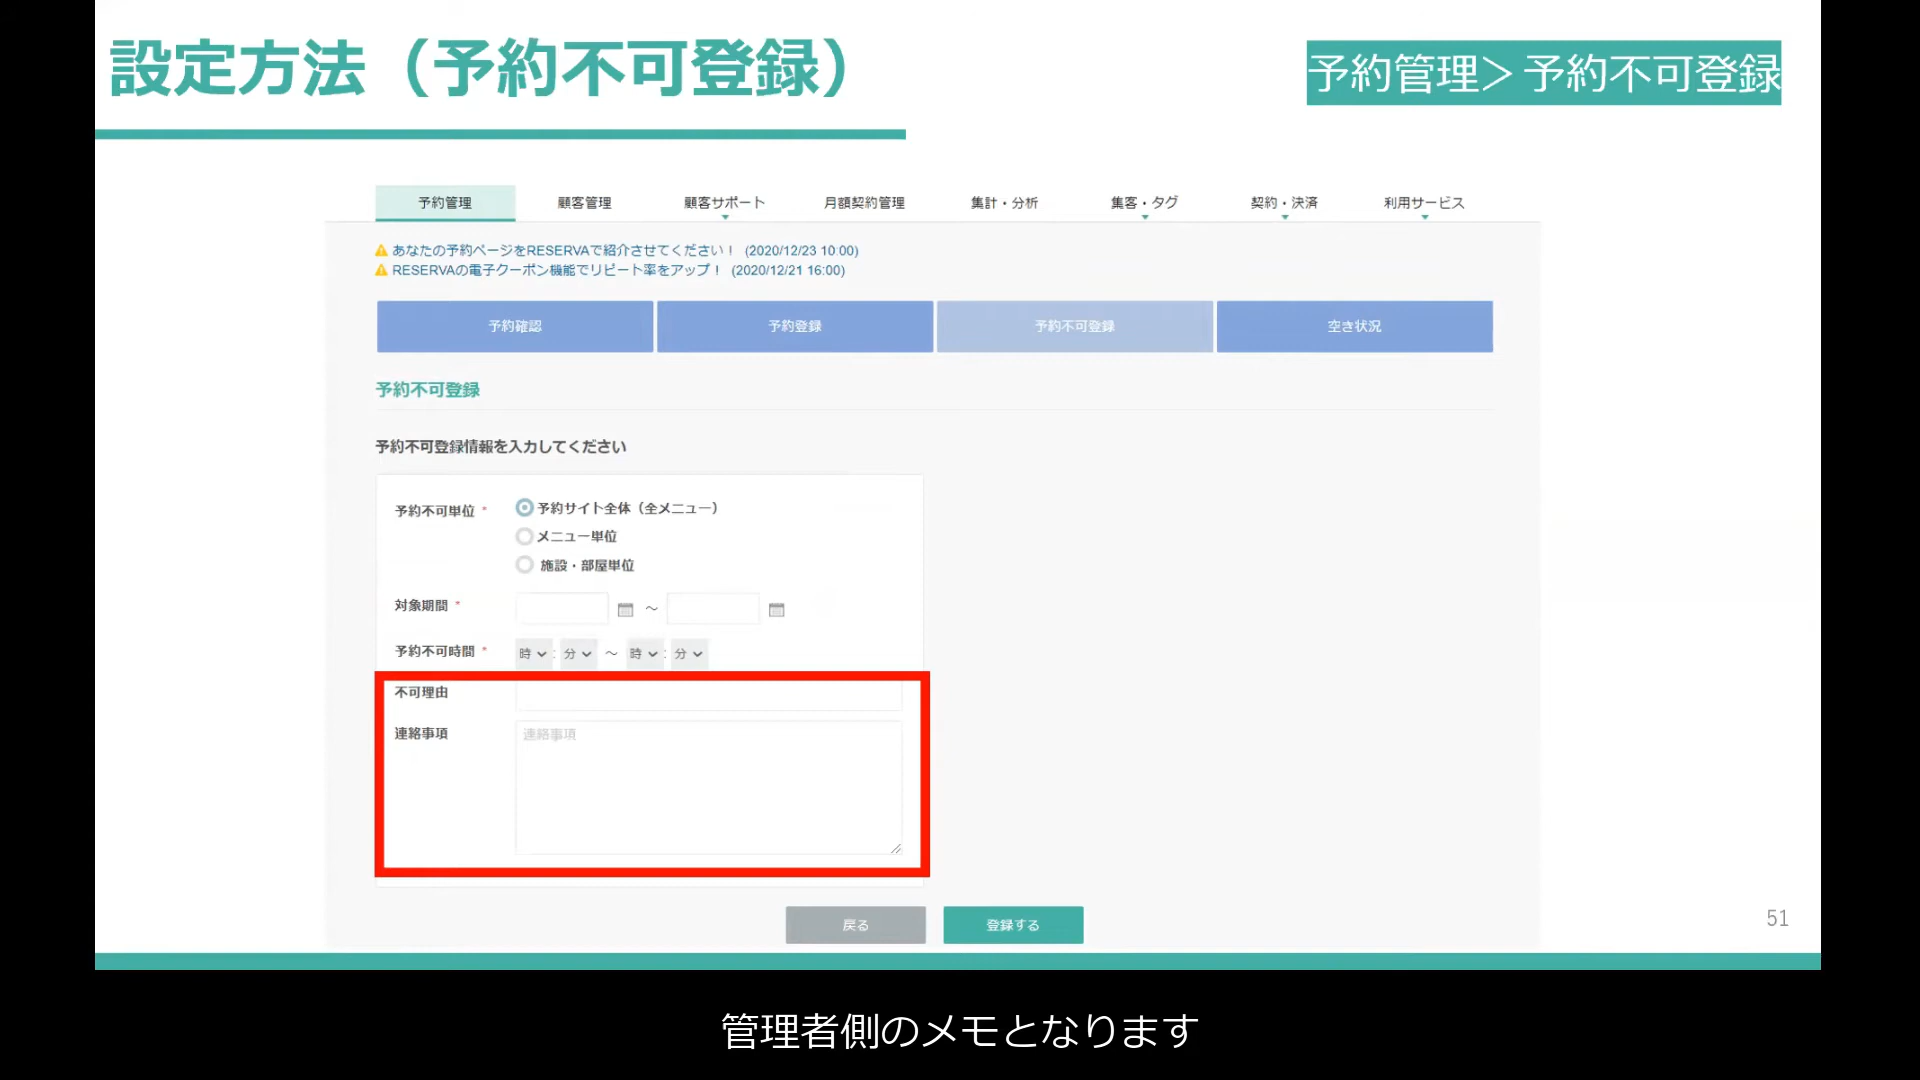 設定方法（予約不可登録）
予約管理＞予約不可登録
予約管理 顧客管理 顧客サポート 月額契約管理 集計・分析 集客・タグ 契約・決済 利用サービス
あなたの予約ページをRESERVAで紹介させてください！ (2020/12/23 10:00)
RESERVAの電子クーポン機能でリピート率をアップ！ (2020/12/21 16:00)
予約確認 予約登録 予約不可登録 空き状況
予約不可登録
予約不可登録情報を入力してください
予約不可単位 * 予約サイト全体（全メニュー）
メニュー単位
施設・部屋単位
対象期間 * ～
予約不可時間 * 時 : 分 ～ 時 : 分
不可理由
連絡事項 連絡事項
戻る 登録する
51
管理者側のメモとなります